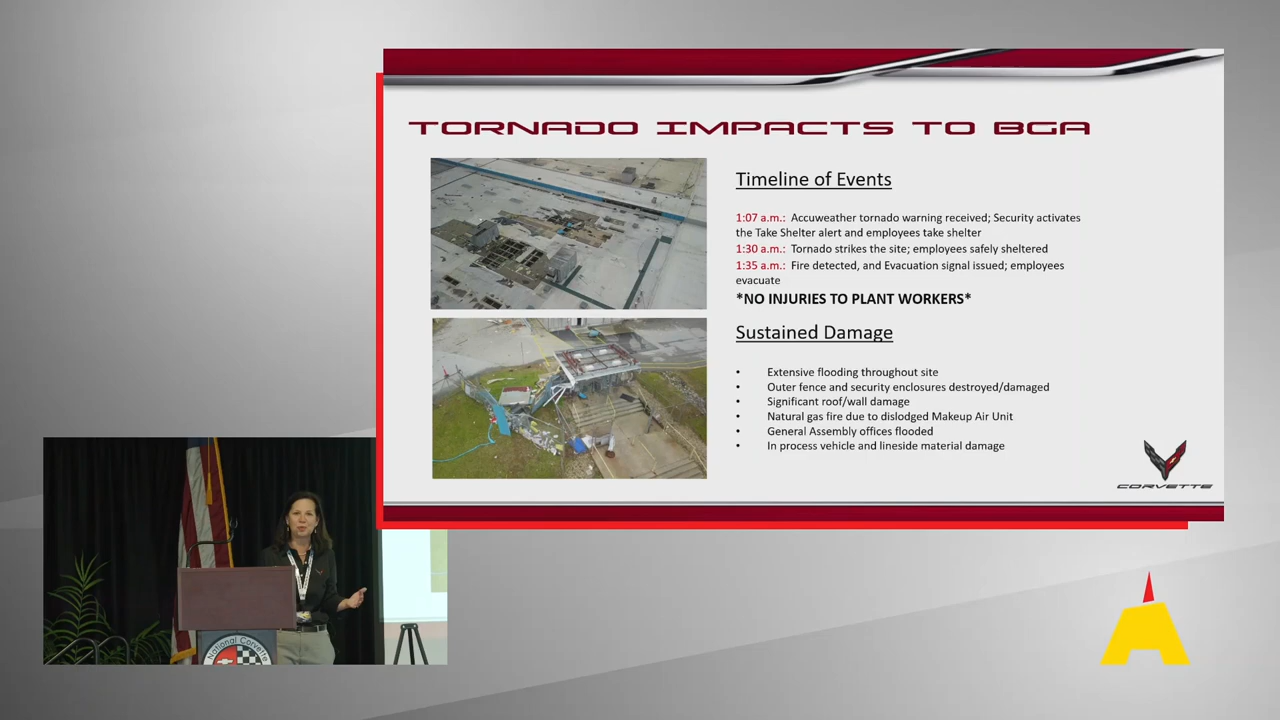 TORNADO IMPACTS TO BGA
Timeline of Events
1:07 a.m.: Accuweather tornado warning received; Security activates
the Take Shelter alert and employees take shelter
1:30 a.m.: Tornado strikes the site; employees safely sheltered
1:35 a.m.: Fire detected, and Evacuation signal issued; employees
evacuate
*NO INJURIES TO PLANT WORKERS*
Sustained Damage
• Extensive flooding throughout site
• Outer fence and security enclosures destroyed/damaged
• Significant roof/wall damage
• Natural gas fire due to dislodged Makeup Air Unit
• General Assembly offices flooded
• In process vehicle and lineside material damage
CORVETTE
National Corvette